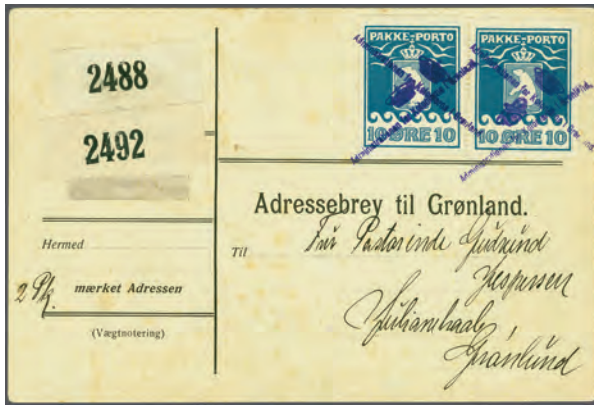 2488
2492
PAKKE-PORTO
10 ØRE 10
PAKKE-PORTO
10 ØRE 10
Adressebrev til Grønland.
Hermed
2 Pk. mærket Adressen
(Vægtnotering)
Til
Fru Pastorinde Gudrund
Jespersen
Julianehaab
Grønland